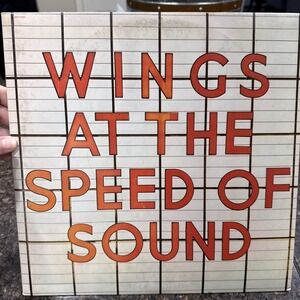 WINGS
AT THE
SPEED OF
SOUND